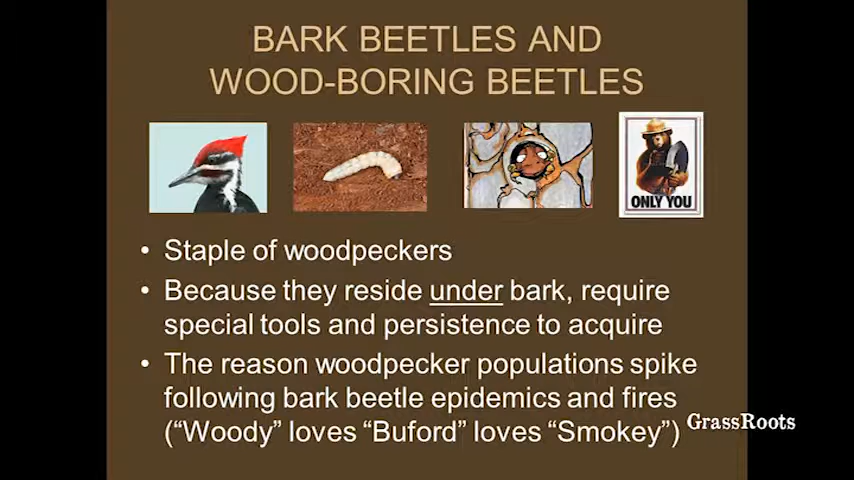 BARK BEETLES AND
WOOD-BORING BEETLES
ONLY YOU
• Staple of woodpeckers
• Because they reside under bark, require
special tools and persistence to acquire
• The reason woodpecker populations spike
following bark beetle epidemics and fires
(“Woody” loves “Buford” loves “Smokey”)
GrassRoots